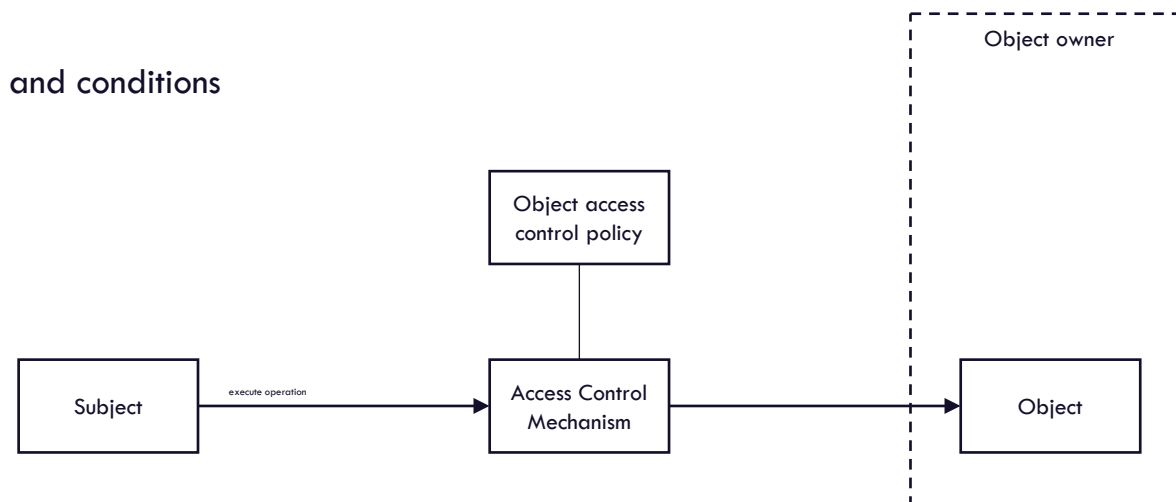 Object owner
and conditions
Object access
control policy
Subject
execute operation
Access Control
Mechanism
Object